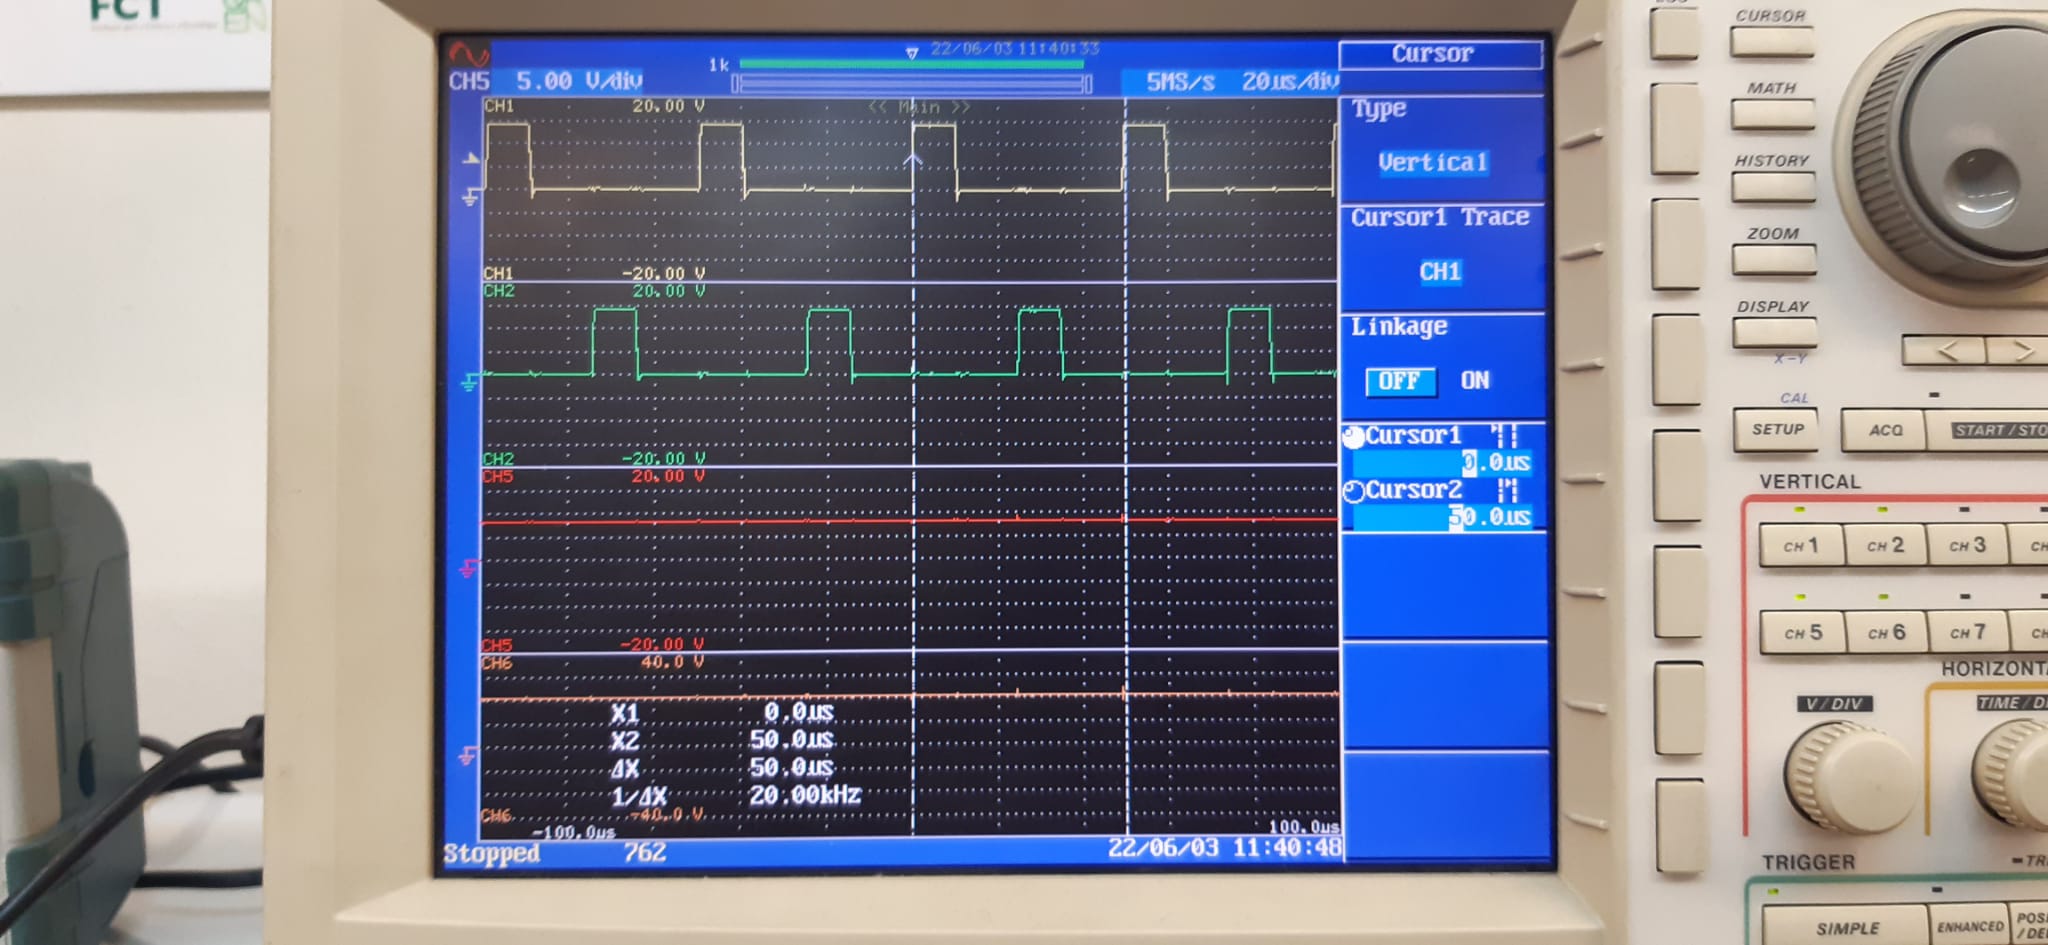 FCT
22/06/03 11:40:33
1k
CH5 5.00 V/div
5MS/s 20us/div
CH1 20.00 V
<< Main >>
CH1 -20.00 V
CH2 20.00 V
CH2 -20.00 V
CH5 20.00 V
CH5 -20.00 V
CH6 40.0 V
X1 0.0us
X2 50.0us
ΔX 50.0us
1/ΔX 20.00kHz
CH6 -40.0 V
-100.0us
100.0us
Stopped 762
22/06/03 11:40:48
Cursor
Type
Vertical
Cursor1 Trace
CH1
Linkage
OFF ON
Cursor1
0.0us
Cursor2
50.0us
CURSOR
MATH
HISTORY
ZOOM
DISPLAY
X-Y
< >
CAL
SETUP
ACQ
START/STO
VERTICAL
CH 1
CH 2
CH 3
CH
CH 5
CH 6
CH 7
CH
HORIZONT
V/DIV
TIME/D
TRIGGER
SIMPLE
ENHANCED